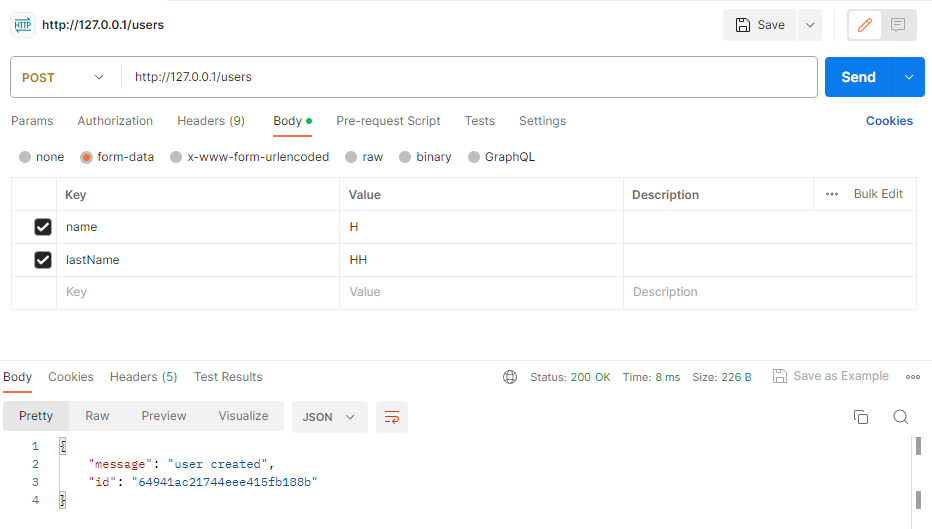 HTTP http://127.0.0.1/users Save
POST http://127.0.0.1/users Send
Params Authorization Headers (9) Body Pre-request Script Tests Settings Cookies
none form-data x-www-form-urlencoded raw binary GraphQL
Key Value Description Bulk Edit
name H
lastName HH
Key Value Description
Body Cookies Headers (5) Test Results Status: 200 OK Time: 8 ms Size: 226 B Save as Example
Pretty Raw Preview Visualize JSON
1 {
2 "message": "user created",
3 "id": "64941ac21744eee415fb188b"
4 }